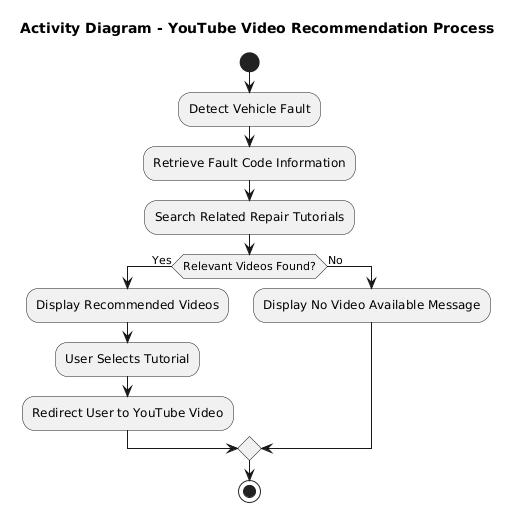 Activity Diagram - YouTube Video Recommendation Process
Detect Vehicle Fault
Retrieve Fault Code Information
Search Related Repair Tutorials
Relevant Videos Found?
Yes
No
Display Recommended Videos
Display No Video Available Message
User Selects Tutorial
Redirect User to YouTube Video